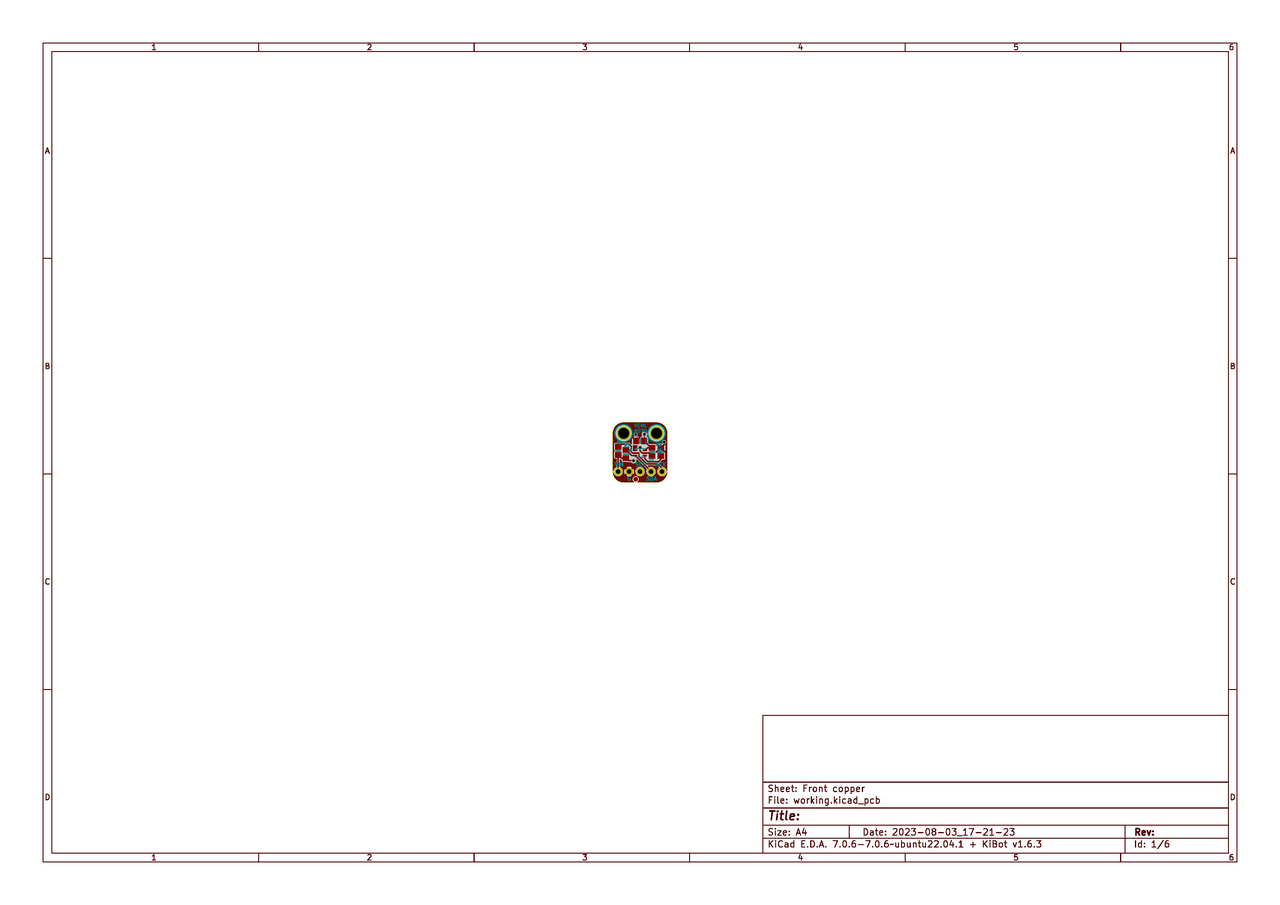 1 2 3 4 5 6
A A
B B
C C
D D
Sheet: Front copper
File: working.kicad_pcb
Title:
Size: A4 Date: 2023-08-03_17-21-23 Rev:
KiCad E.D.A. 7.0.6-7.0.6~ubuntu22.04.1 + KiBot v1.6.3 Id: 1/6
1 2 3 4 5 6